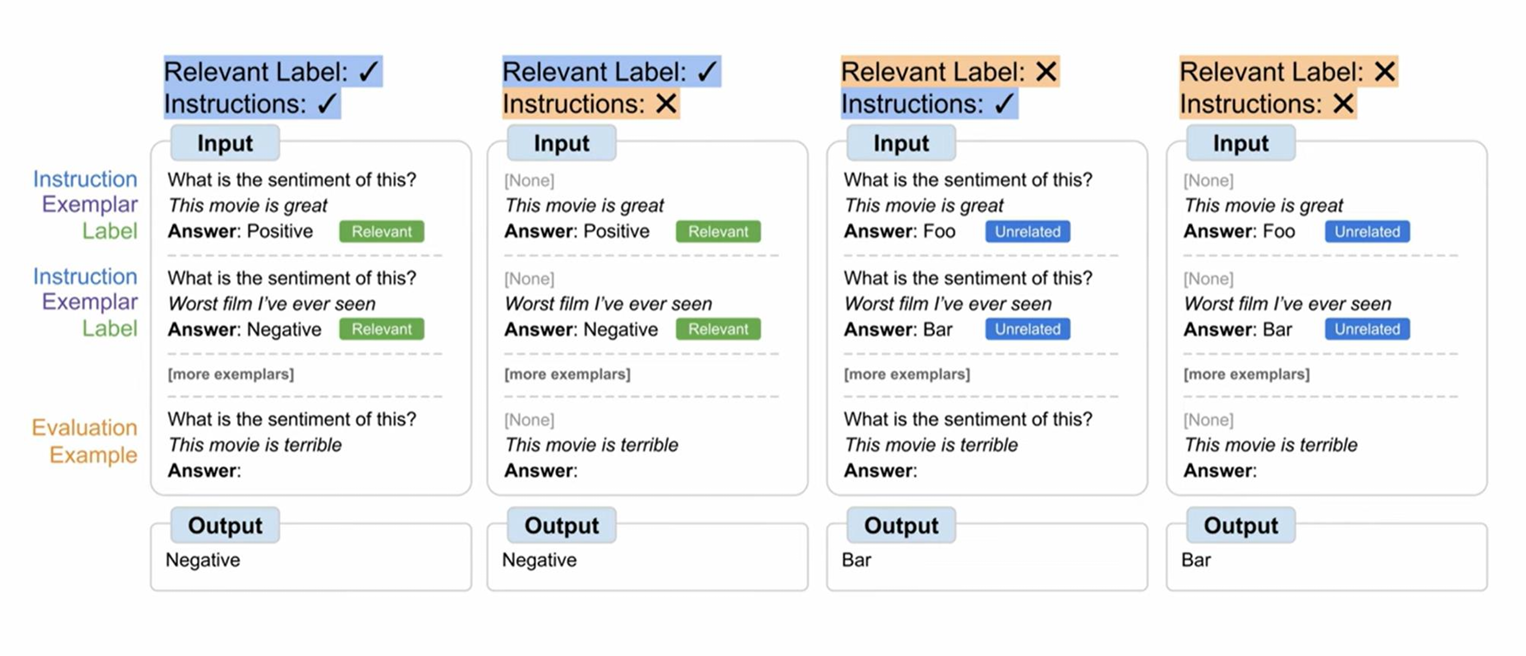 Relevant Label: ✓
Instructions: ✓
Input
Instruction
Exemplar
Label
What is the sentiment of this?
This movie is great
Answer: Positive
Relevant
Instruction
Exemplar
Label
What is the sentiment of this?
Worst film I've ever seen
Answer: Negative
Relevant
[more exemplars]
Evaluation
Example
What is the sentiment of this?
This movie is terrible
Answer:
Output
Negative
Relevant Label: ✓
Instructions: ✕
Input
[None]
This movie is great
Answer: Positive
Relevant
[None]
Worst film I've ever seen
Answer: Negative
Relevant
[more exemplars]
[None]
This movie is terrible
Answer:
Output
Negative
Relevant Label: ✕
Instructions: ✓
Input
What is the sentiment of this?
This movie is great
Answer: Foo
Unrelated
What is the sentiment of this?
Worst film I've ever seen
Answer: Bar
Unrelated
[more exemplars]
What is the sentiment of this?
This movie is terrible
Answer:
Output
Bar
Relevant Label: ✕
Instructions: ✕
Input
[None]
This movie is great
Answer: Foo
Unrelated
[None]
Worst film I've ever seen
Answer: Bar
Unrelated
[more exemplars]
[None]
This movie is terrible
Answer:
Output
Bar